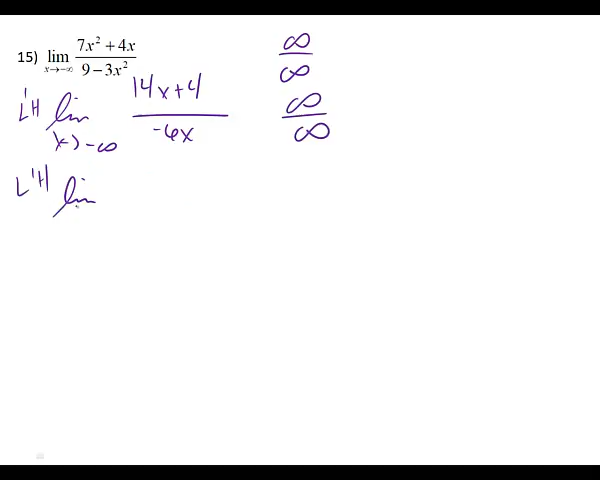 15) lim x→-∞ (7x² + 4x)/(9 - 3x²) ∞/∞
L'H lim x→-∞ (14x+4)/(-6x) ∞/∞
L'H lim